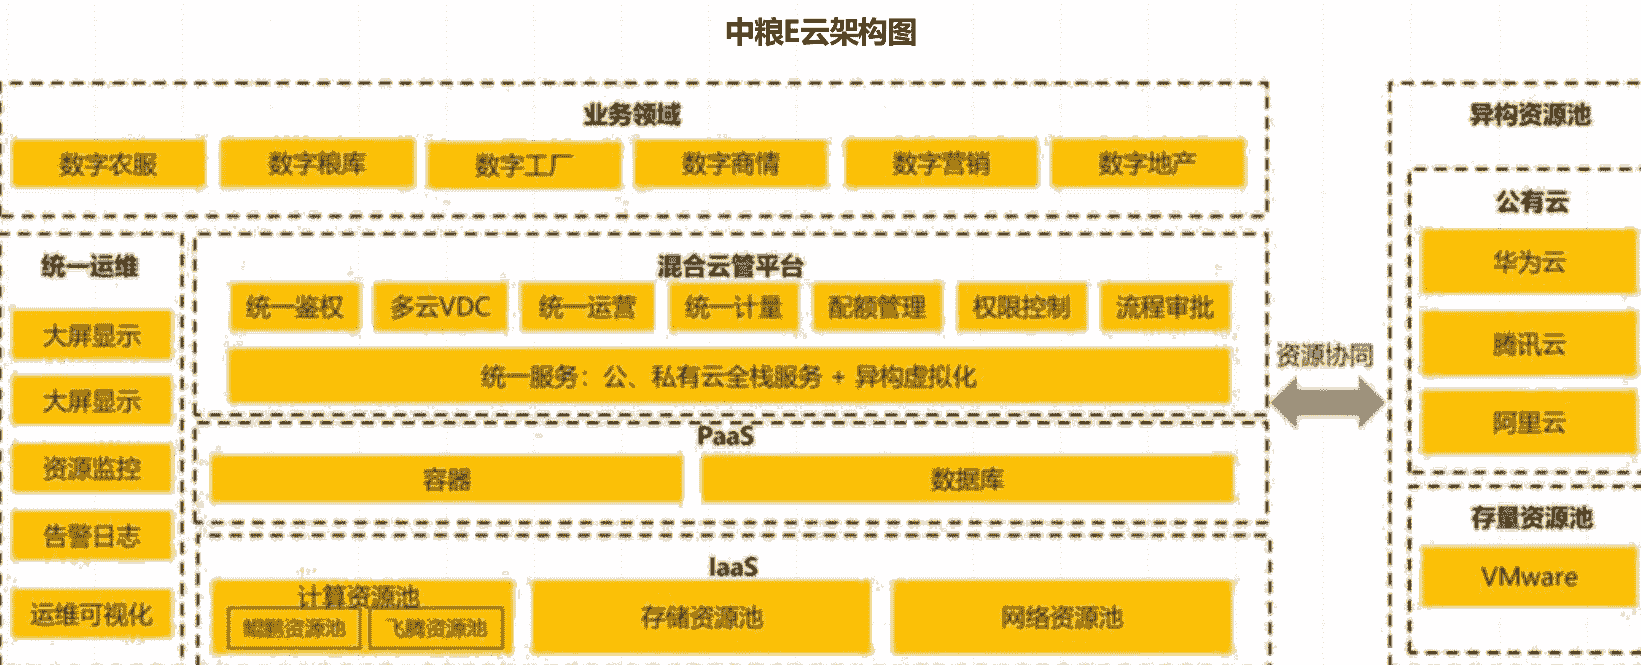 中粮E云架构图
业务领域
数字农服 数字粮库 数字工厂 数字商情 数字营销 数字地产
统一运维
大屏显示
大屏显示
资源监控
告警日志
运维可视化
混合云管平台
统一鉴权 多云VDC 统一运营 统一计量 配额管理 权限控制 流程审批
统一服务：公、私有云全栈服务 + 异构虚拟化
PaaS
容器 数据库
IaaS
计算资源池
鲲鹏资源池 飞腾资源池
存储资源池 网络资源池
资源协同
异构资源池
公有云
华为云
腾讯云
阿里云
存量资源池
VMware